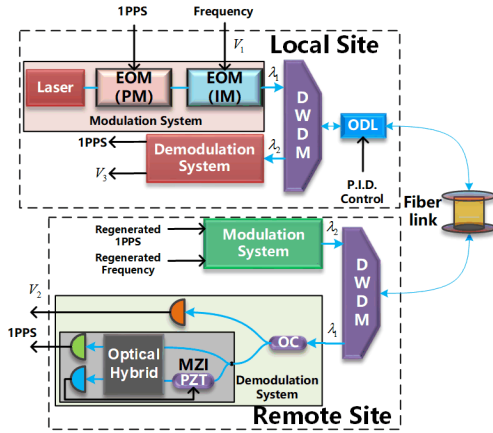 1PPS
Frequency
V1
Local Site
Laser
EOM
(PM)
EOM
(IM)
Modulation System
λ1
λ2
DWDM
ODL
1PPS
V3
Demodulation
System
P.I.D.
Control
Fiber
link
Regenerated
1PPS
Regenerated
Frequency
Modulation
System
λ2
DWDM
V2
1PPS
λ1
OC
Optical
Hybrid
MZI
PZT
Demodulation
System
Remote Site